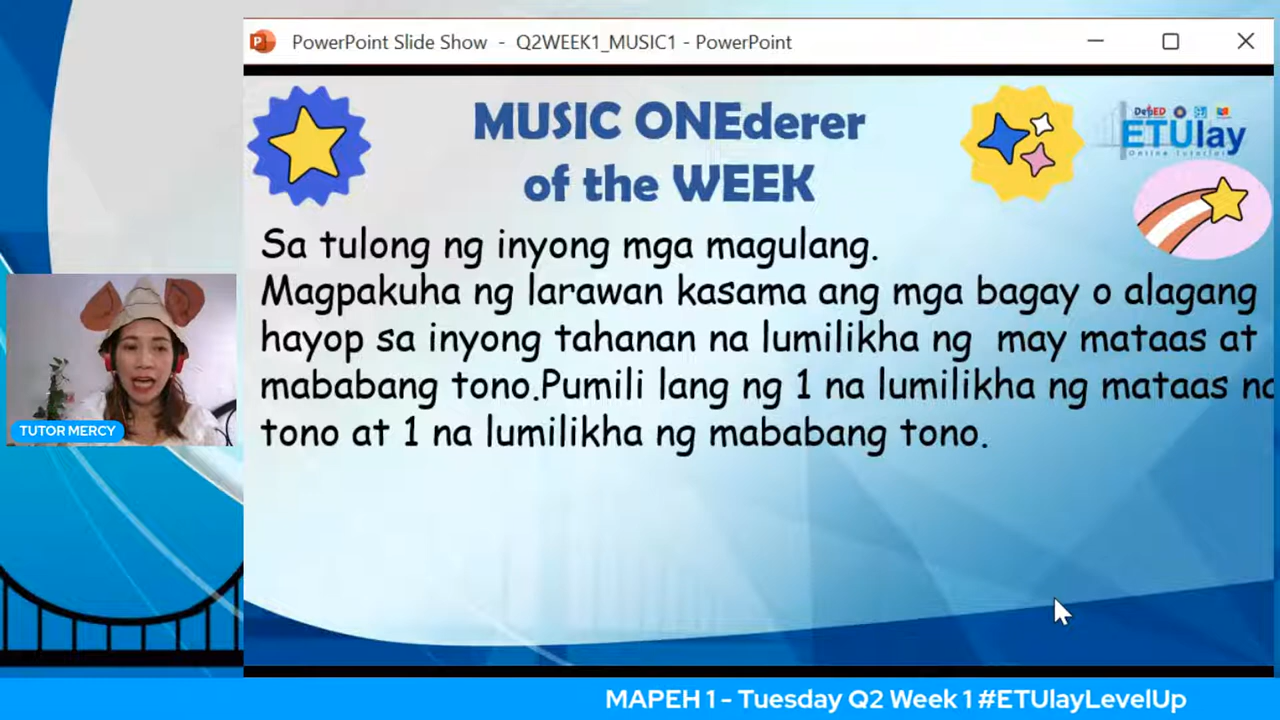 PowerPoint Slide Show - Q2WEEK1_MUSIC1 - PowerPoint
MUSIC ONEderer
of the WEEK
DepED
ETUlay
Online Tutorial
Sa tulong ng inyong mga magulang.
Magpakuha ng larawan kasama ang mga bagay o alagang
hayop sa inyong tahanan na lumilikha ng may mataas at
mababang tono.Pumili lang ng 1 na lumilikha ng mataas na
tono at 1 na lumilikha ng mababang tono.
TUTOR MERCY
MAPEH 1 - Tuesday Q2 Week 1 #ETUlayLevelUp